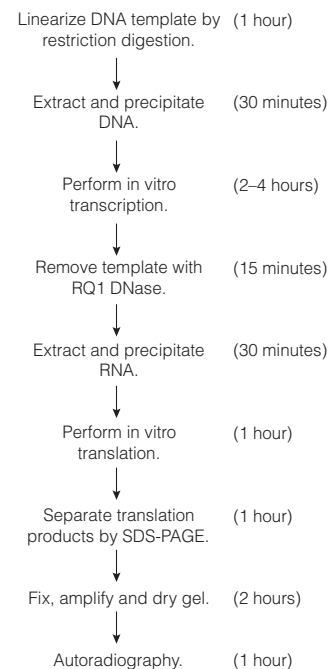 Linearize DNA template by (1 hour)
restriction digestion.
Extract and precipitate (30 minutes)
DNA.
Perform in vitro (2–4 hours)
transcription.
Remove template with (15 minutes)
RQ1 DNase.
Extract and precipitate (30 minutes)
RNA.
Perform in vitro (1 hour)
translation.
Separate translation (1 hour)
products by SDS-PAGE.
Fix, amplify and dry gel. (2 hours)
Autoradiography. (1 hour)